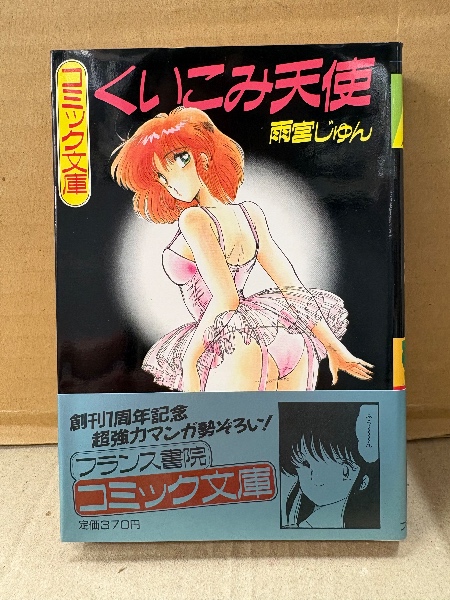 コミック文庫
くいこみ天使
雨宮じゅん
創刊1周年記念
超強力マンガ勢ぞろい!
フランス書院
コミック文庫
定価370円